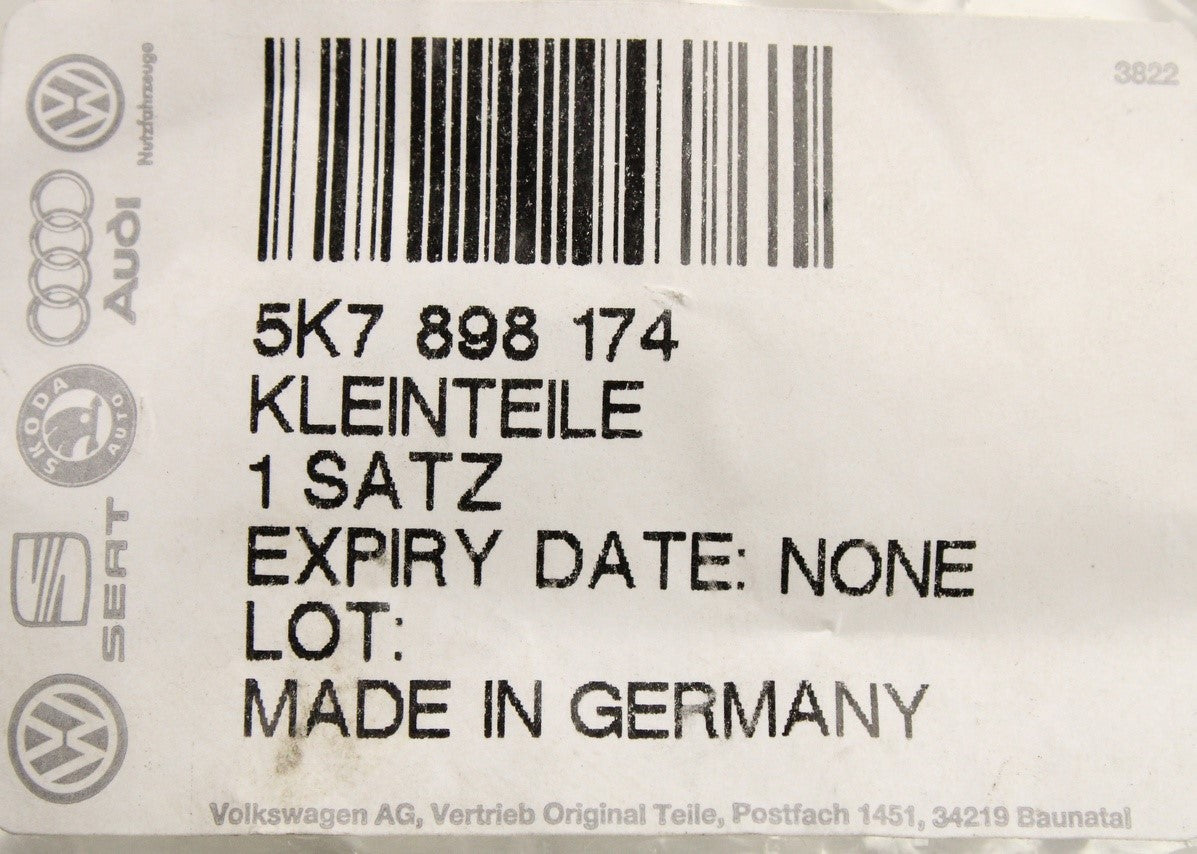 3822
5K7 898 174
KLEINTEILE
1 SATZ
EXPIRY DATE: NONE
LOT:
MADE IN GERMANY
Volkswagen AG, Vertrieb Original Teile, Postfach 1451, 34219 Baunatal
Nutzfahrzeuge
Audi
SKODA AUTO
SEAT